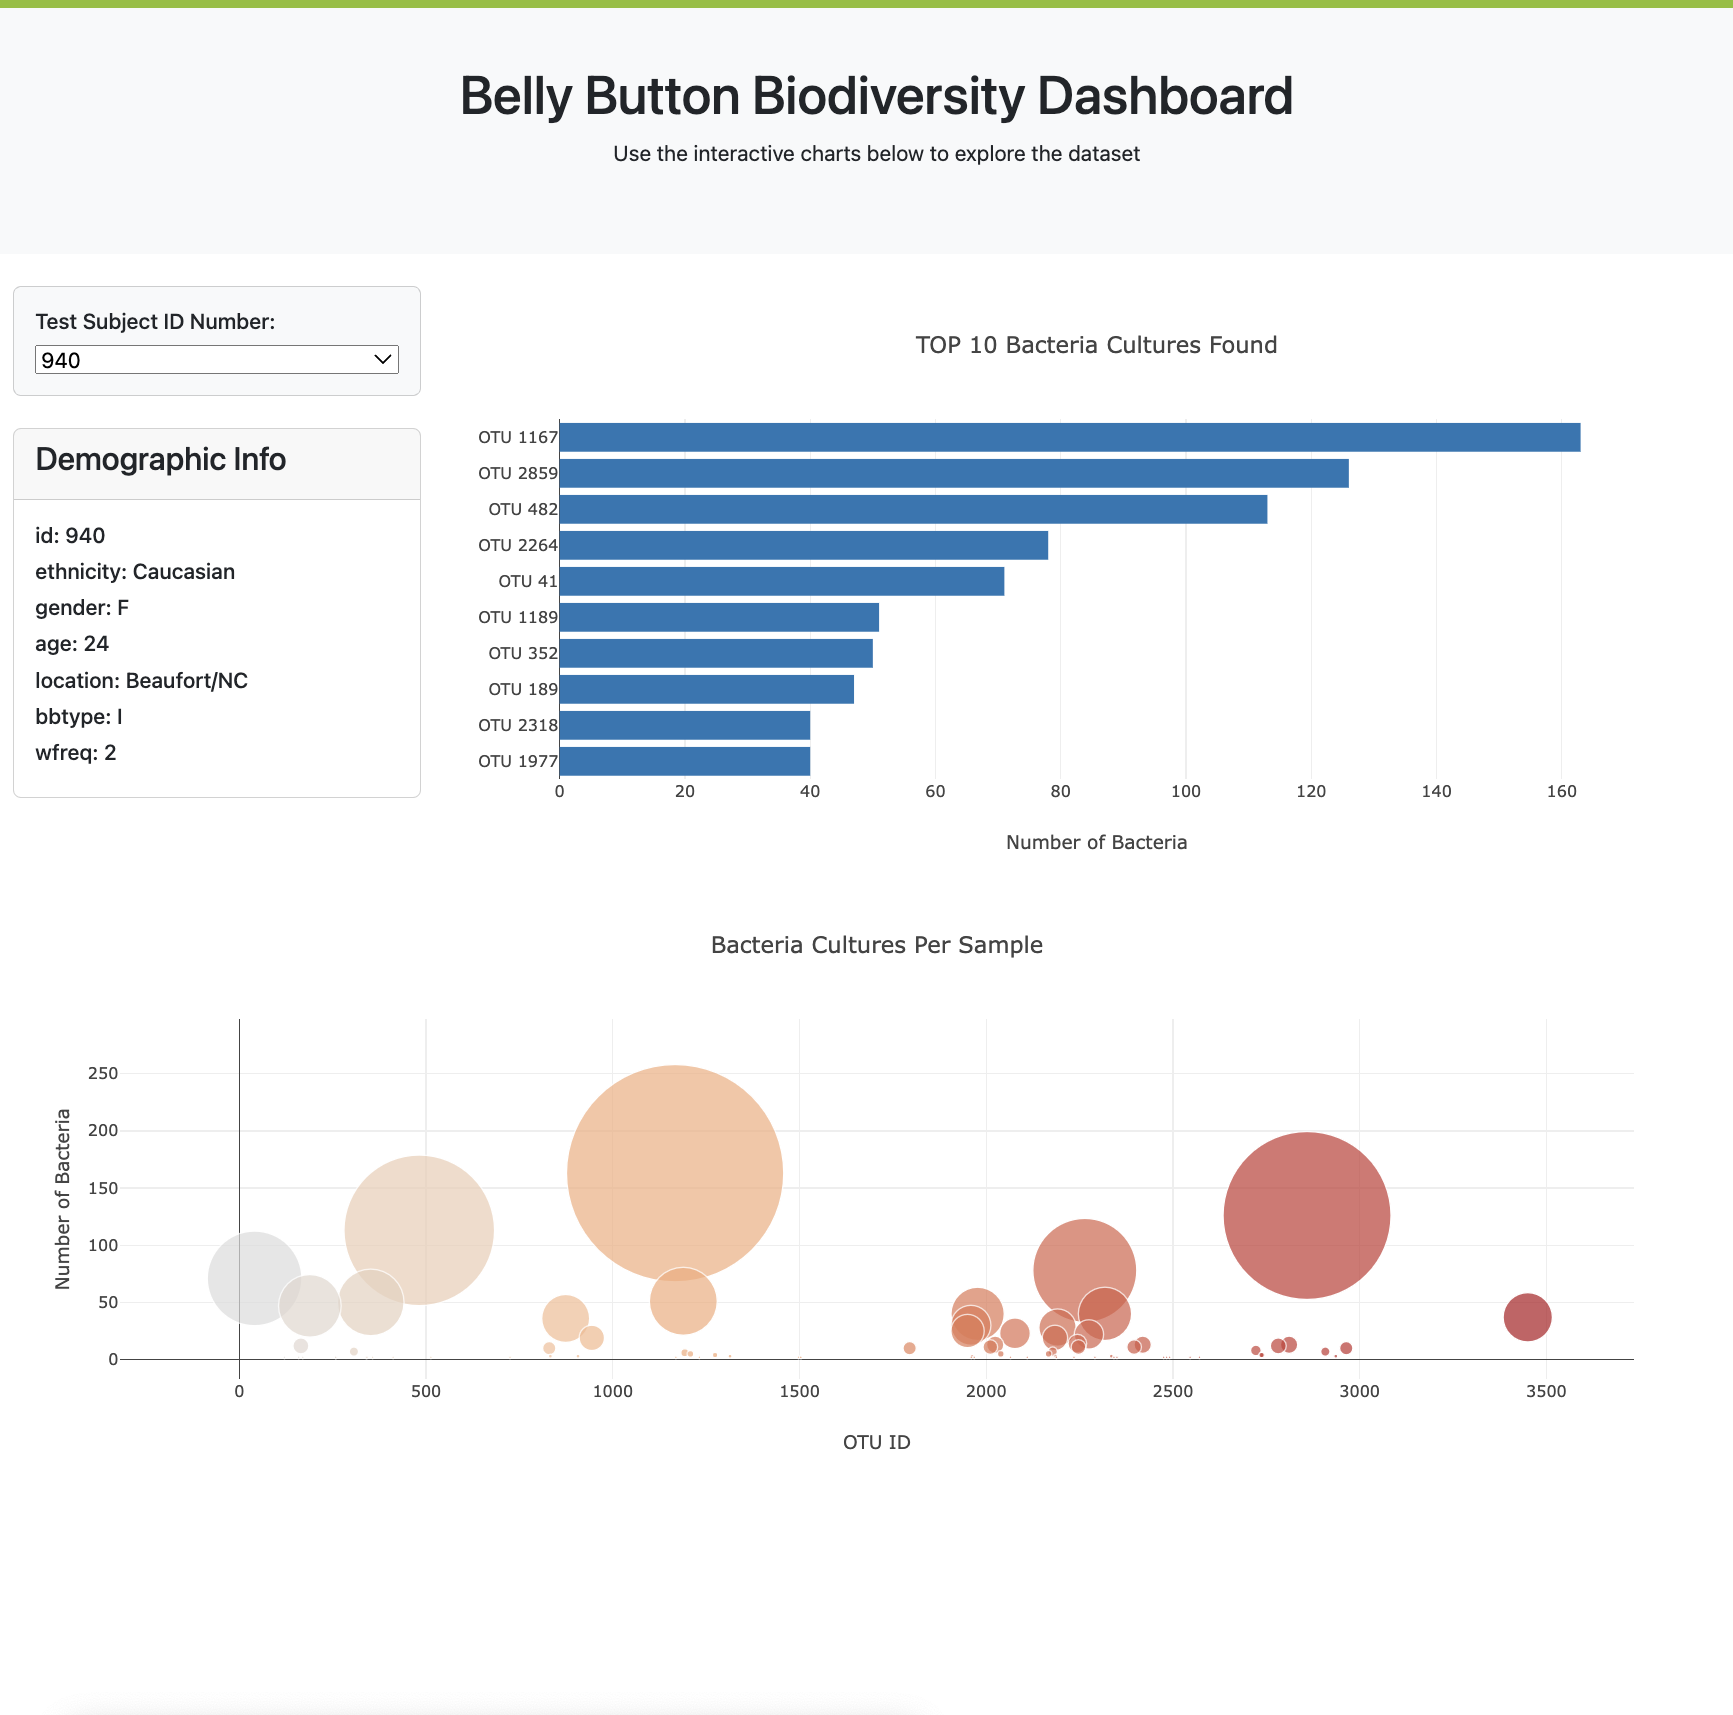 Belly Button Biodiversity Dashboard
Use the interactive charts below to explore the dataset
Test Subject ID Number:
940
Demographic Info
id: 940
ethnicity: Caucasian
gender: F
age: 24
location: Beaufort/NC
bbtype: I
wfreq: 2
TOP 10 Bacteria Cultures Found
OTU 1167
OTU 2859
OTU 482
OTU 2264
OTU 41
OTU 1189
OTU 352
OTU 189
OTU 2318
OTU 1977
0 20 40 60 80 100 120 140 160
Number of Bacteria
Bacteria Cultures Per Sample
Number of Bacteria
250
200
150
100
50
0
0 500 1000 1500 2000 2500 3000 3500
OTU ID